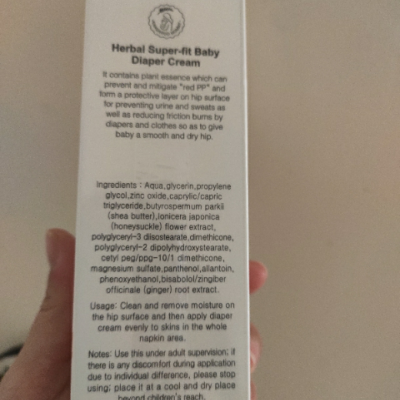 Herbal Super-fit Baby
Diaper Cream
It contains plant essence which can
prevent and mitigate "red PP" and
form a protective layer on hip surface
for preventing urine and sweats as
well as reducing friction burns by
diapers and clothes so as to give
baby a smooth and dry hip.
Ingredients : Aqua,glycerin,propylene
glycol,zinc oxide,caprylic/capric
triglyceride,butyrospermum parkii
(shea butter),lonicera japonica
(honeysuckle) flower extract,
polyglyceryl-3 diisostearate,dimethicone,
polyglyceryl-2 dipolyhydroxystearate,
cetyl peg/ppg-10/1 dimethicone,
magnesium sulfate,panthenol,allantoin,
phenoxyethanol,bisabolol/zingiber
officinale (ginger) root extract.
Usage: Clean and remove moisture on
the hip surface and then apply diaper
cream evenly to skins in the whole
napkin area.
Notes: Use this under adult supervision; if
there is any discomfort during application
due to individual difference, please stop
using; place it at a cool and dry place
beyond children's reach.